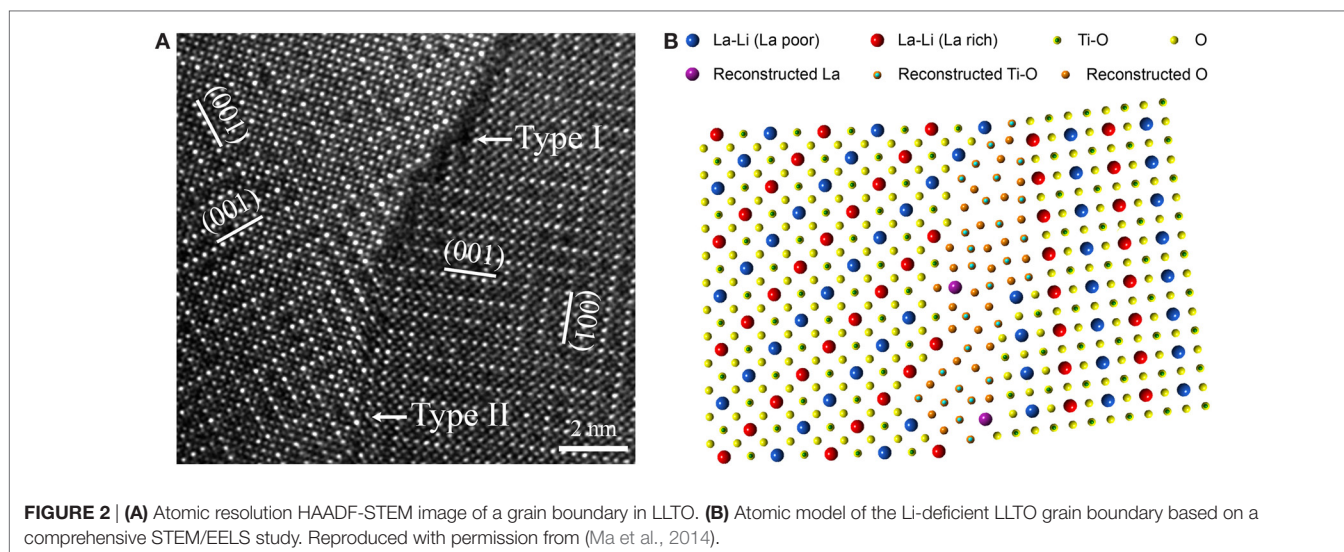 A
(001)
Type I
(001)
(001)
(001)
Type II
2 nm
B
La-Li (La poor) La-Li (La rich) Ti-O O
Reconstructed La Reconstructed Ti-O Reconstructed O
FIGURE 2 | (A) Atomic resolution HAADF-STEM image of a grain boundary in LLTO. (B) Atomic model of the Li-deficient LLTO grain boundary based on a
comprehensive STEM/EELS study. Reproduced with permission from (Ma et al., 2014).